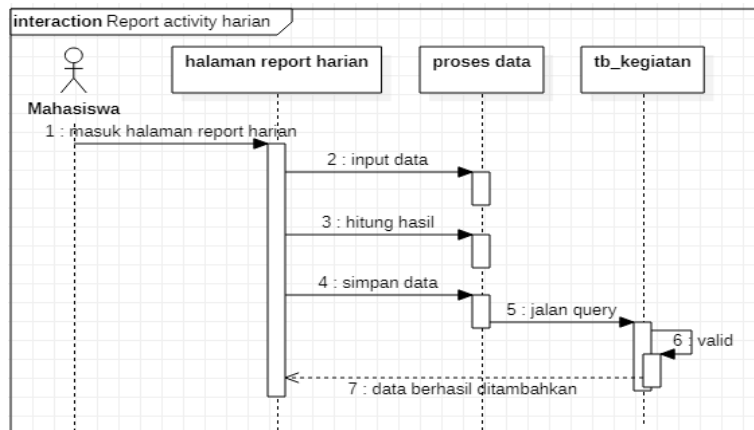 interaction Report activity harian
halaman report harian
proses data
tb_kegiatan
Mahasiswa
1 : masuk halaman report harian
2 : input data
3 : hitung hasil
4 : simpan data
5 : jalan query
6 : valid
7 : data berhasil ditambahkan